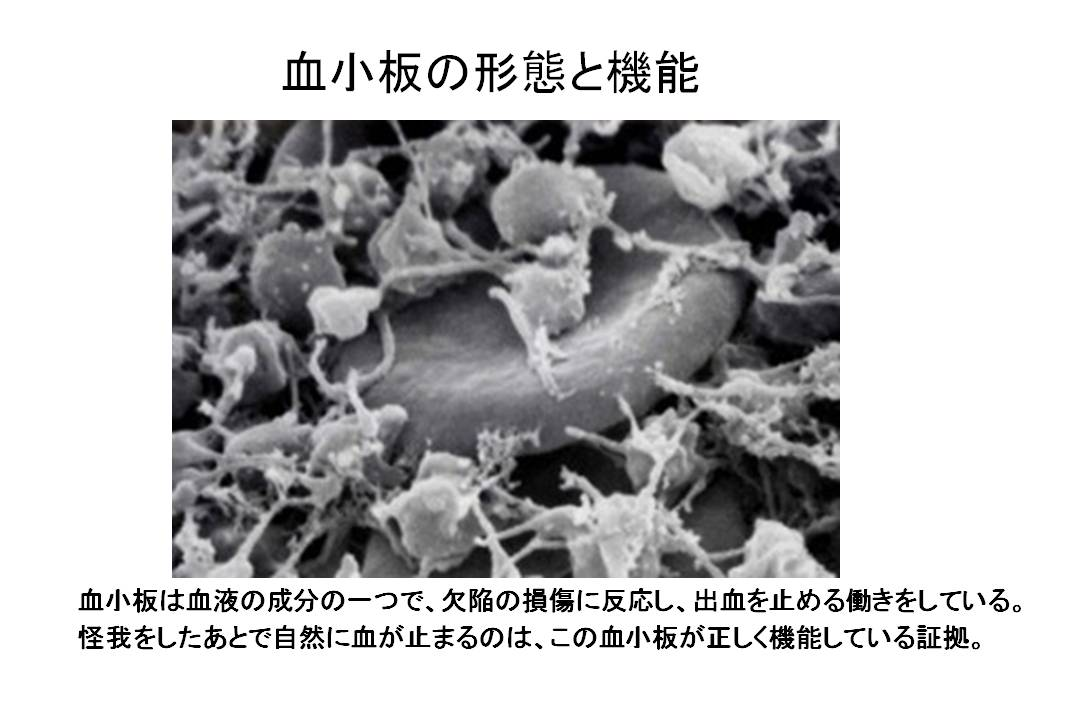 血小板の形態と機能
血小板は血液の成分の一つで、欠陥の損傷に反応し、出血を止める働きをしている。
怪我をしたあとで自然に血が止まるのは、この血小板が正しく機能している証拠。